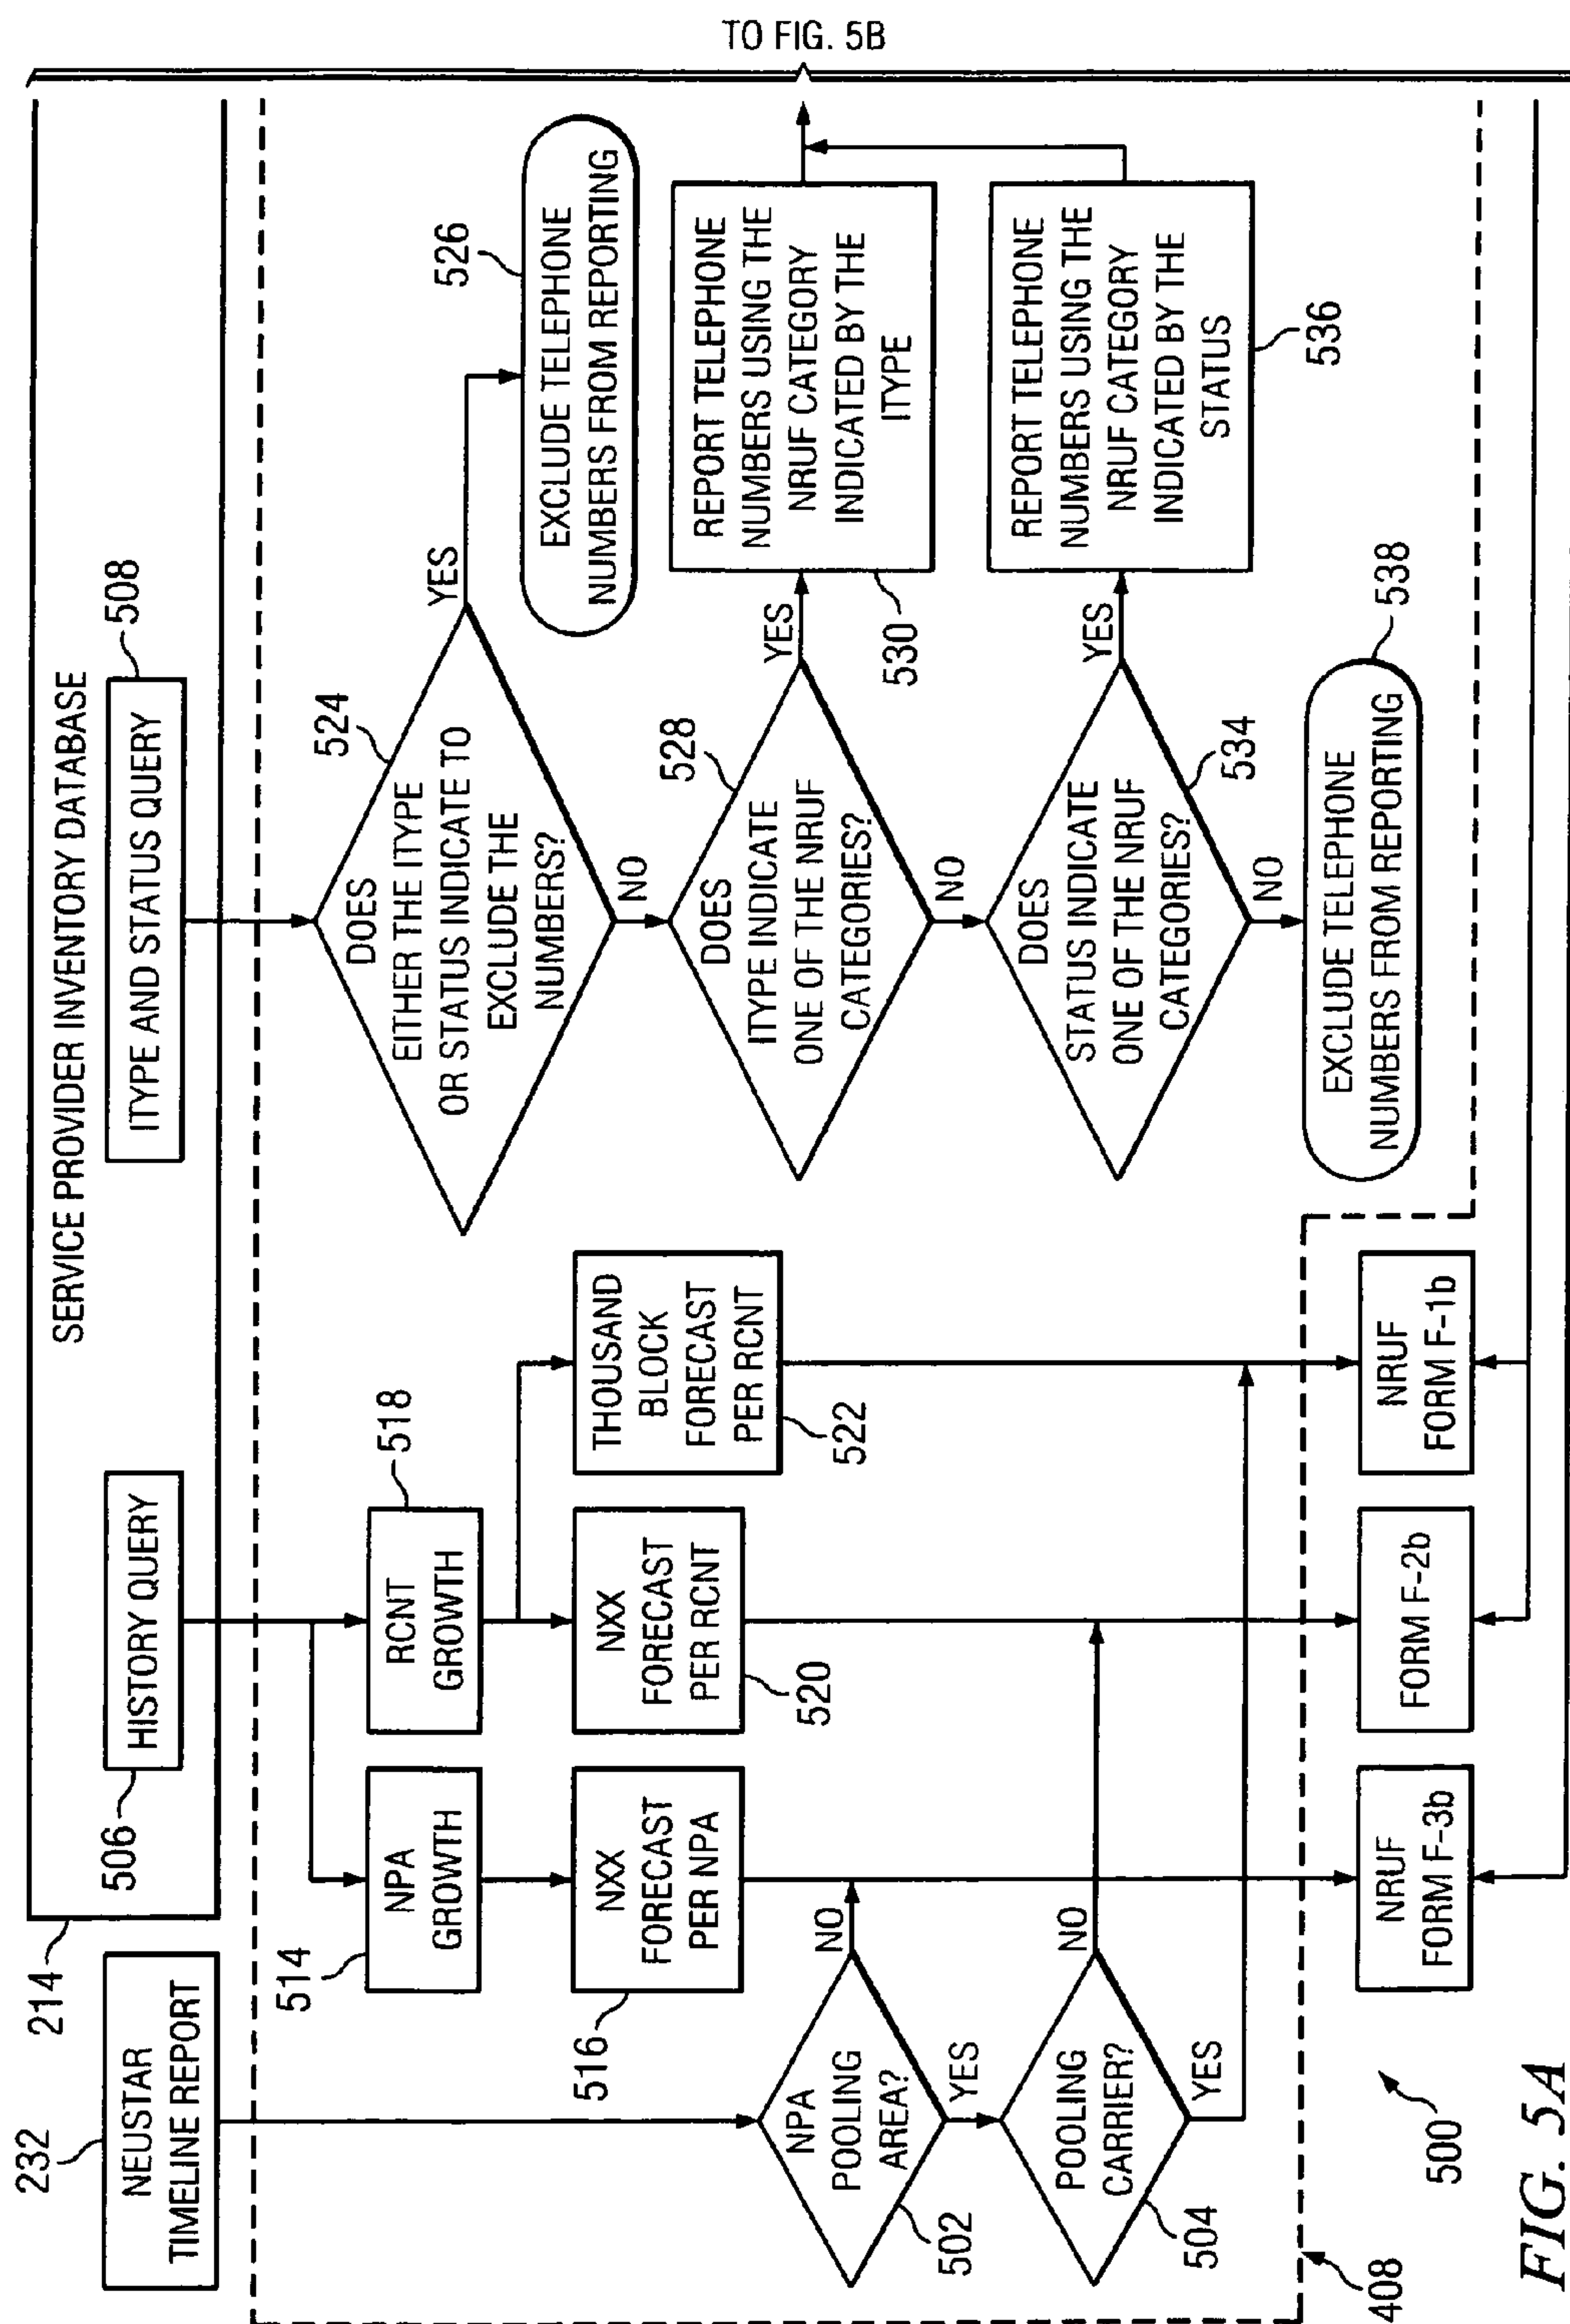 TO FIG. 5B
232
NEUSTAR
TIMELINE REPORT
214
SERVICE PROVIDER INVENTORY DATABASE
506
HISTORY QUERY
ITYPE AND STATUS QUERY
508
514
NPA
GROWTH
RCNT
GROWTH
518
516
NXX
FORECAST
PER NPA
NXX
FORECAST
PER RCNT
520
THOUSAND
BLOCK
FORECAST
PER RCNT
522
NPA
POOLING
AREA?
502
NO
YES
POOLING
CARRIER?
504
NO
YES
524
DOES
EITHER THE ITYPE
OR STATUS INDICATE TO
EXCLUDE THE
NUMBERS?
YES
NO
526
EXCLUDE TELEPHONE
NUMBERS FROM REPORTING
528
DOES
ITYPE INDICATE
ONE OF THE NRUF
CATEGORIES?
YES
NO
REPORT TELEPHONE
NUMBERS USING THE
NRUF CATEGORY
INDICATED BY THE
ITYPE
530
DOES
STATUS INDICATE
ONE OF THE NRUF
CATEGORIES?
534
YES
NO
REPORT TELEPHONE
NUMBERS USING THE
NRUF CATEGORY
INDICATED BY THE
STATUS
536
EXCLUDE TELEPHONE
NUMBERS FROM REPORTING
538
NRUF
FORM F-3b
FORM F-2b
NRUF
FORM F-1b
408
500
FIG. 5A